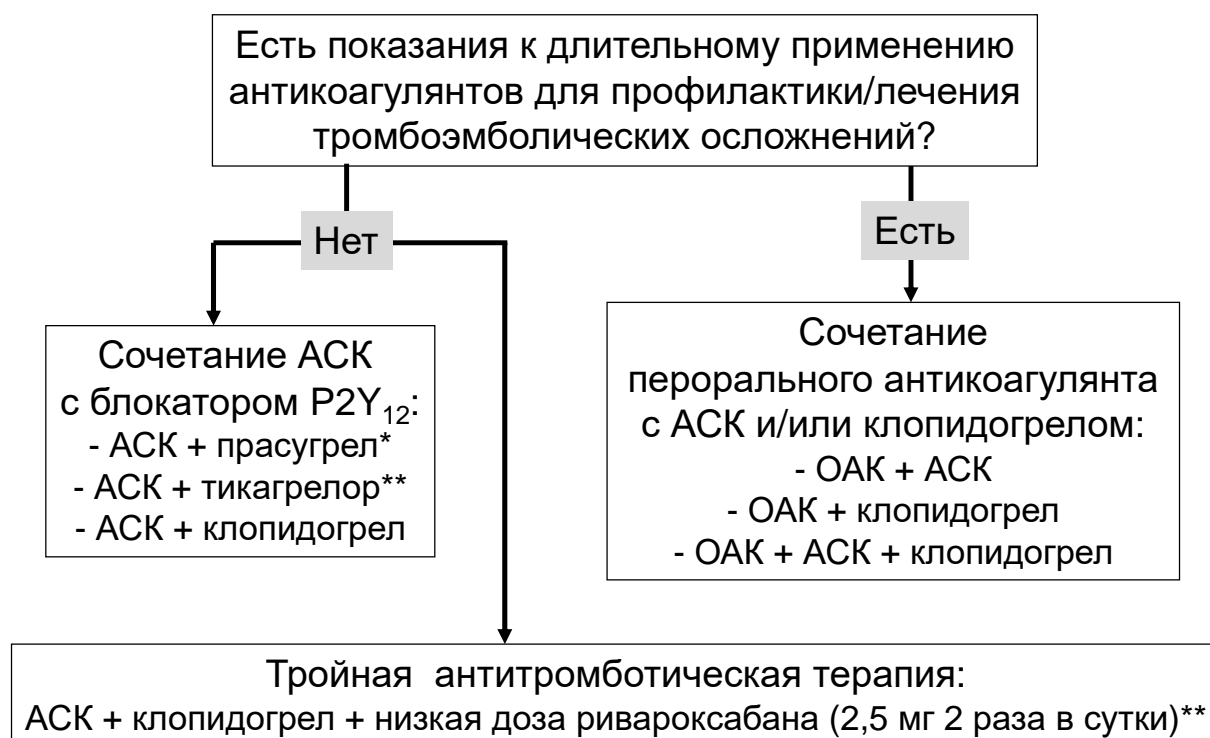 Есть показания к длительному применению
антикоагулянтов для профилактики/лечения
тромбоэмболических осложнений?
Нет
Есть
Сочетание АСК
с блокатором P2Y₁₂:
- АСК + прасугрел*
- АСК + тикагрелор**
- АСК + клопидогрел
Сочетание
перорального антикоагулянта
с АСК и/или клопидогрелом:
- ОАК + АСК
- ОАК + клопидогрел
- ОАК + АСК + клопидогрел
Тройная антитромботическая терапия:
АСК + клопидогрел + низкая доза ривароксабана (2,5 мг 2 раза в сутки)**